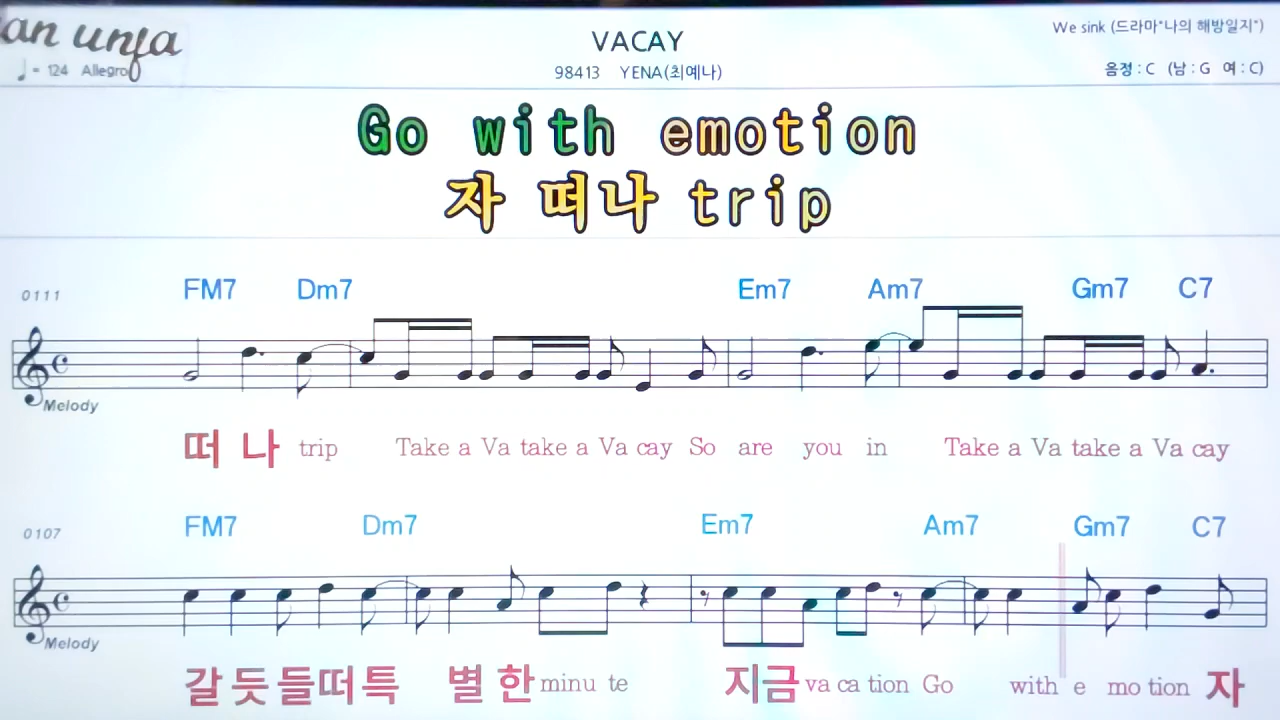 VACAY
We sink (드라마"나의 해방일지")
♩= 124 Allegro
98413 YENA(최예나)
음정 : C (남 : G 여 : C)
Go with emotion
자 떠나 trip
0111 FM7 Dm7 Em7 Am7 Gm7 C7
Melody
떠 나 trip Take a Va take a Va cay So are you in Take a Va take a Va cay
0107 FM7 Dm7 Em7 Am7 Gm7 C7
Melody
갈 듯 들 떠 특 별 한 minu te 지금 va ca tion Go with e mo tion 자